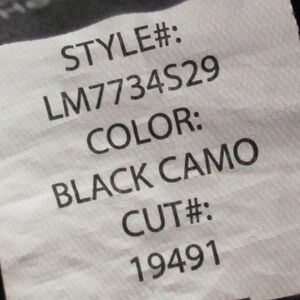 STYLE#:
LM7734S29
COLOR:
BLACK CAMO
CUT#:
19491